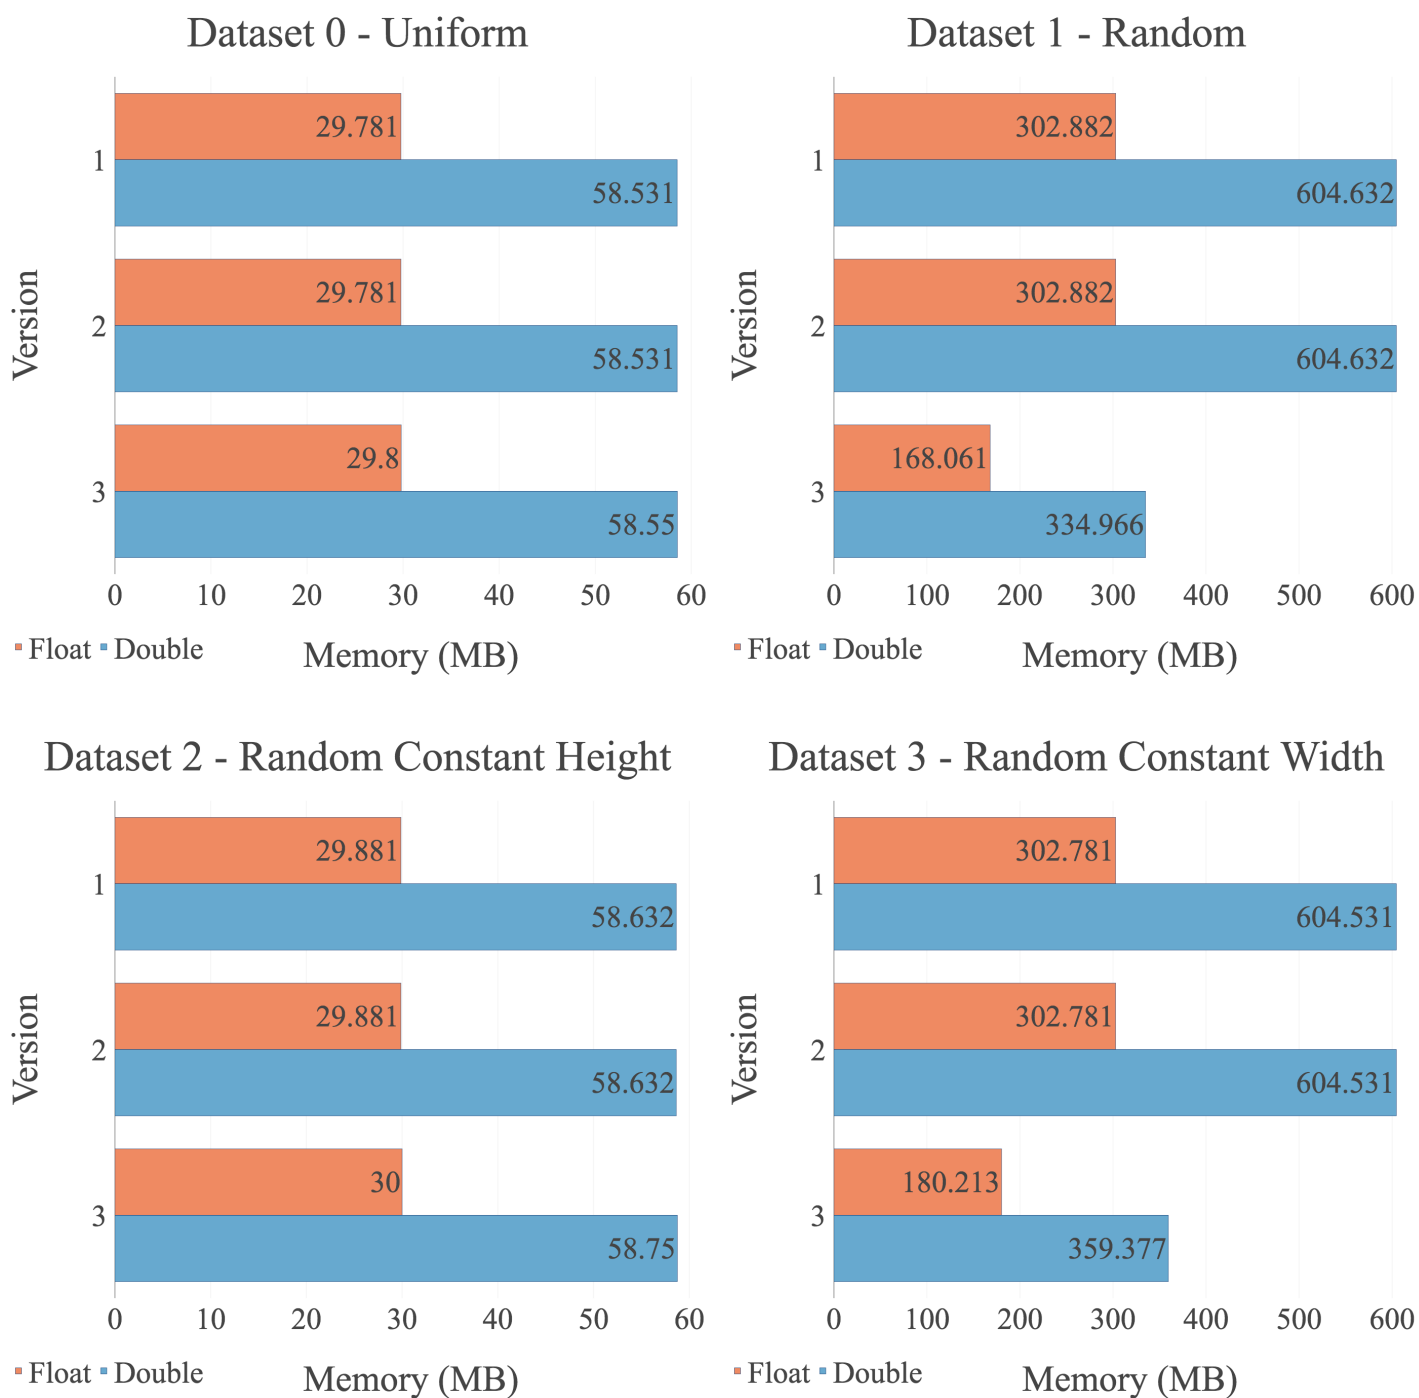 Dataset 0 - Uniform
29.781
1
58.531
29.781
2
58.531
29.8
3
58.55
Version
0 10 20 30 40 50 60
Float Double
Memory (MB)
Dataset 1 - Random
302.882
1
604.632
302.882
2
604.632
168.061
3
334.966
Version
0 100 200 300 400 500 600
Float Double
Memory (MB)
Dataset 2 - Random Constant Height
29.881
1
58.632
29.881
2
58.632
30
3
58.75
Version
0 10 20 30 40 50 60
Float Double
Memory (MB)
Dataset 3 - Random Constant Width
302.781
1
604.531
302.781
2
604.531
180.213
3
359.377
Version
0 100 200 300 400 500 600
Float Double
Memory (MB)